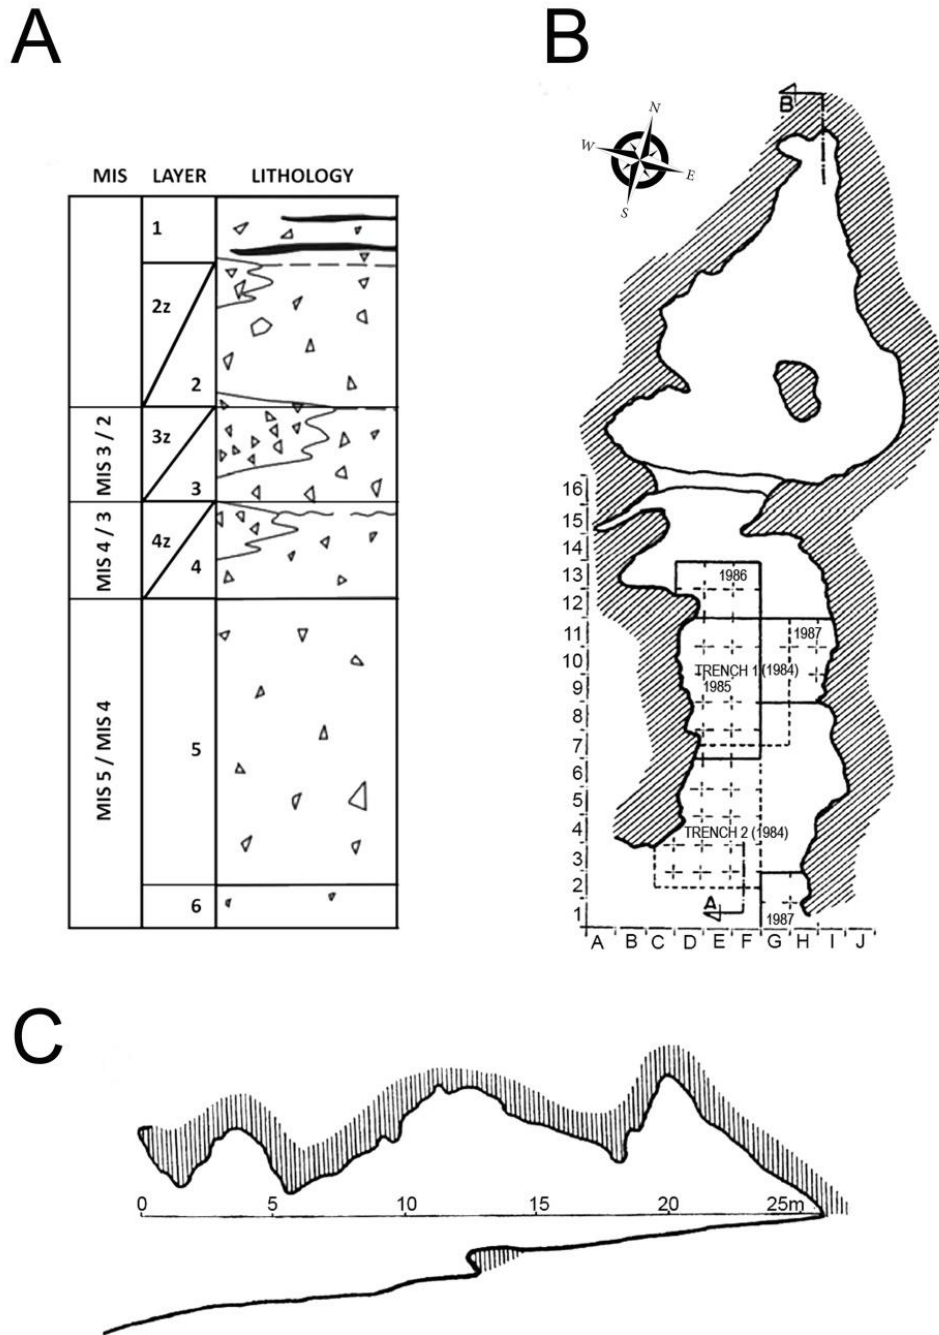 A
MIS LAYER LITHOLOGY
1
2z
2
MIS 3 / 2
3z
3
MIS 4 / 3
4z
4
MIS 5 / MIS 4
5
6
B
B
N
W
E
S
16
15
14
13
12
11
10
9
8
7
6
5
4
3
2
1
1986
1987
TRENCH 1 (1984)
1985
TRENCH 2 (1984)
A
1987
A B C D E F G H I J
C
0 5 10 15 20 25m